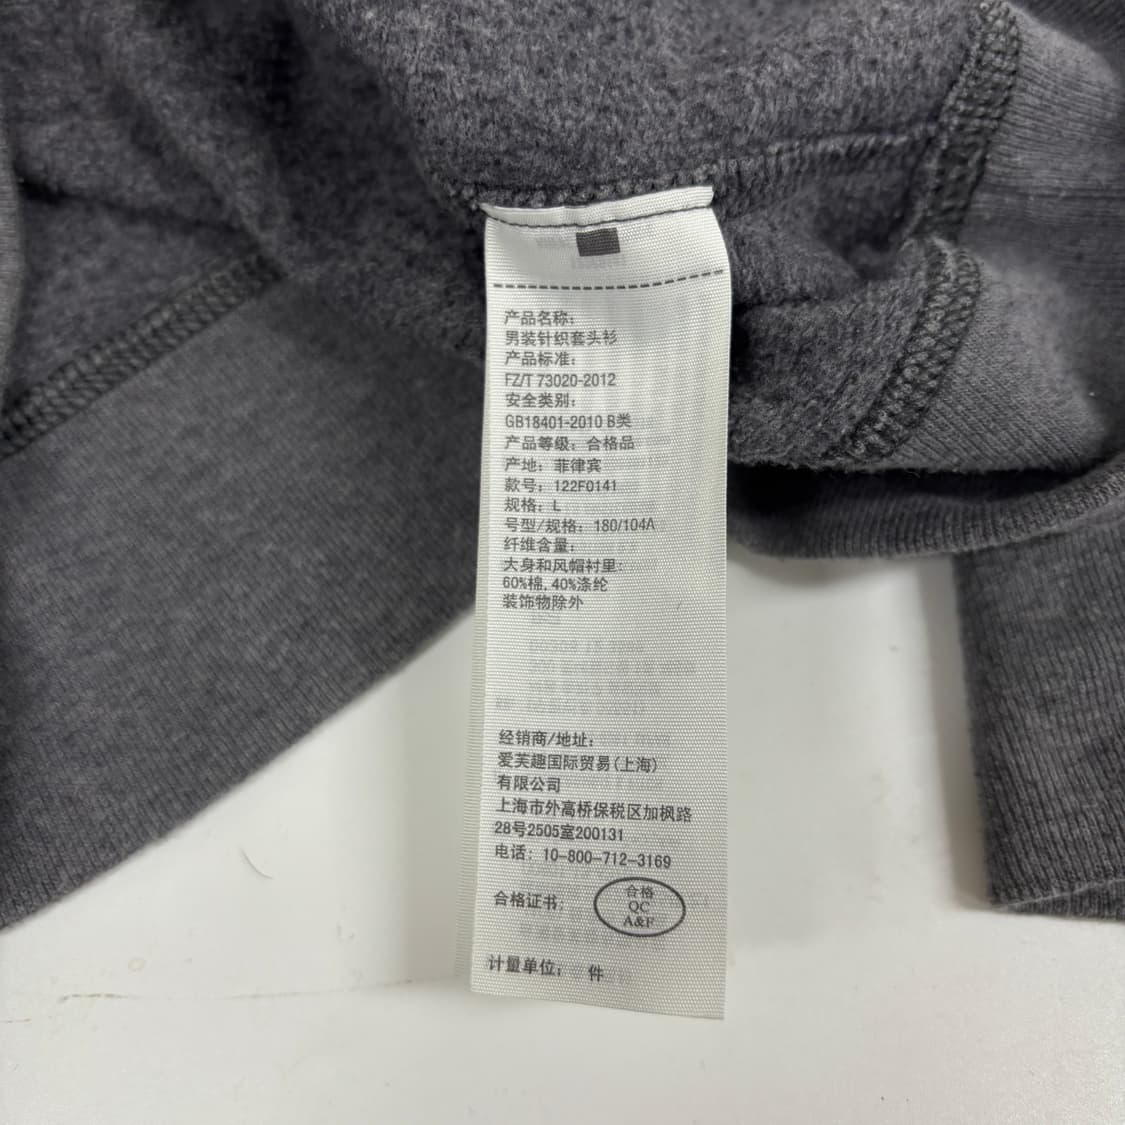 产品名称:
男装针织套头衫
产品标准:
FZ/T 73020-2012
安全类别:
GB18401-2010 B类
产品等级: 合格品
产地: 菲律宾
款号: 122F0141
规格: L
号型/规格: 180/104A
纤维含量:
大身和风帽衬里:
60%棉,40%涤纶
装饰物除外
经销商/地址:
爱芙趣国际贸易(上海)
有限公司
上海市外高桥保税区加枫路
28号2505室200131
电话: 10-800-712-3169
合格证书:
合格
QC
A&F
计量单位: 件